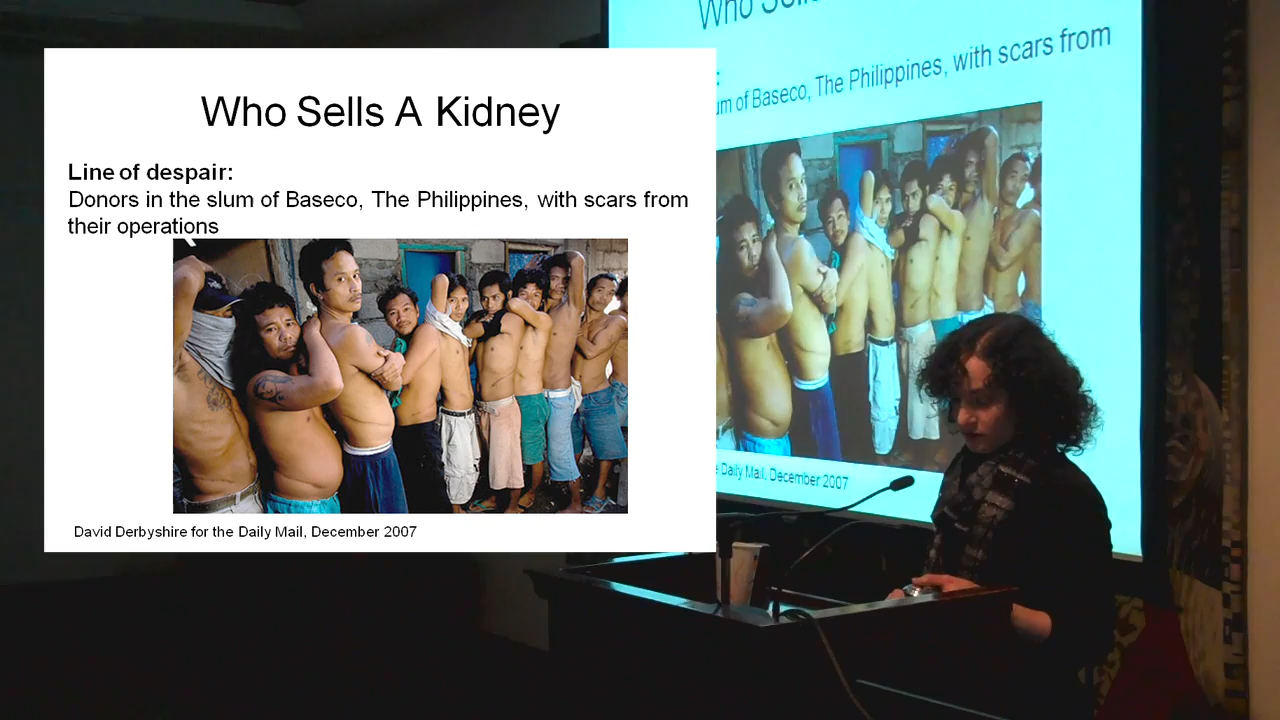 Who Sells A Kidney
Line of despair:
Donors in the slum of Baseco, The Philippines, with scars from
their operations
David Derbyshire for the Daily Mail, December 2007
Who Sells
:
um of Baseco, The Philippines, with scars from
e Daily Mail, December 2007